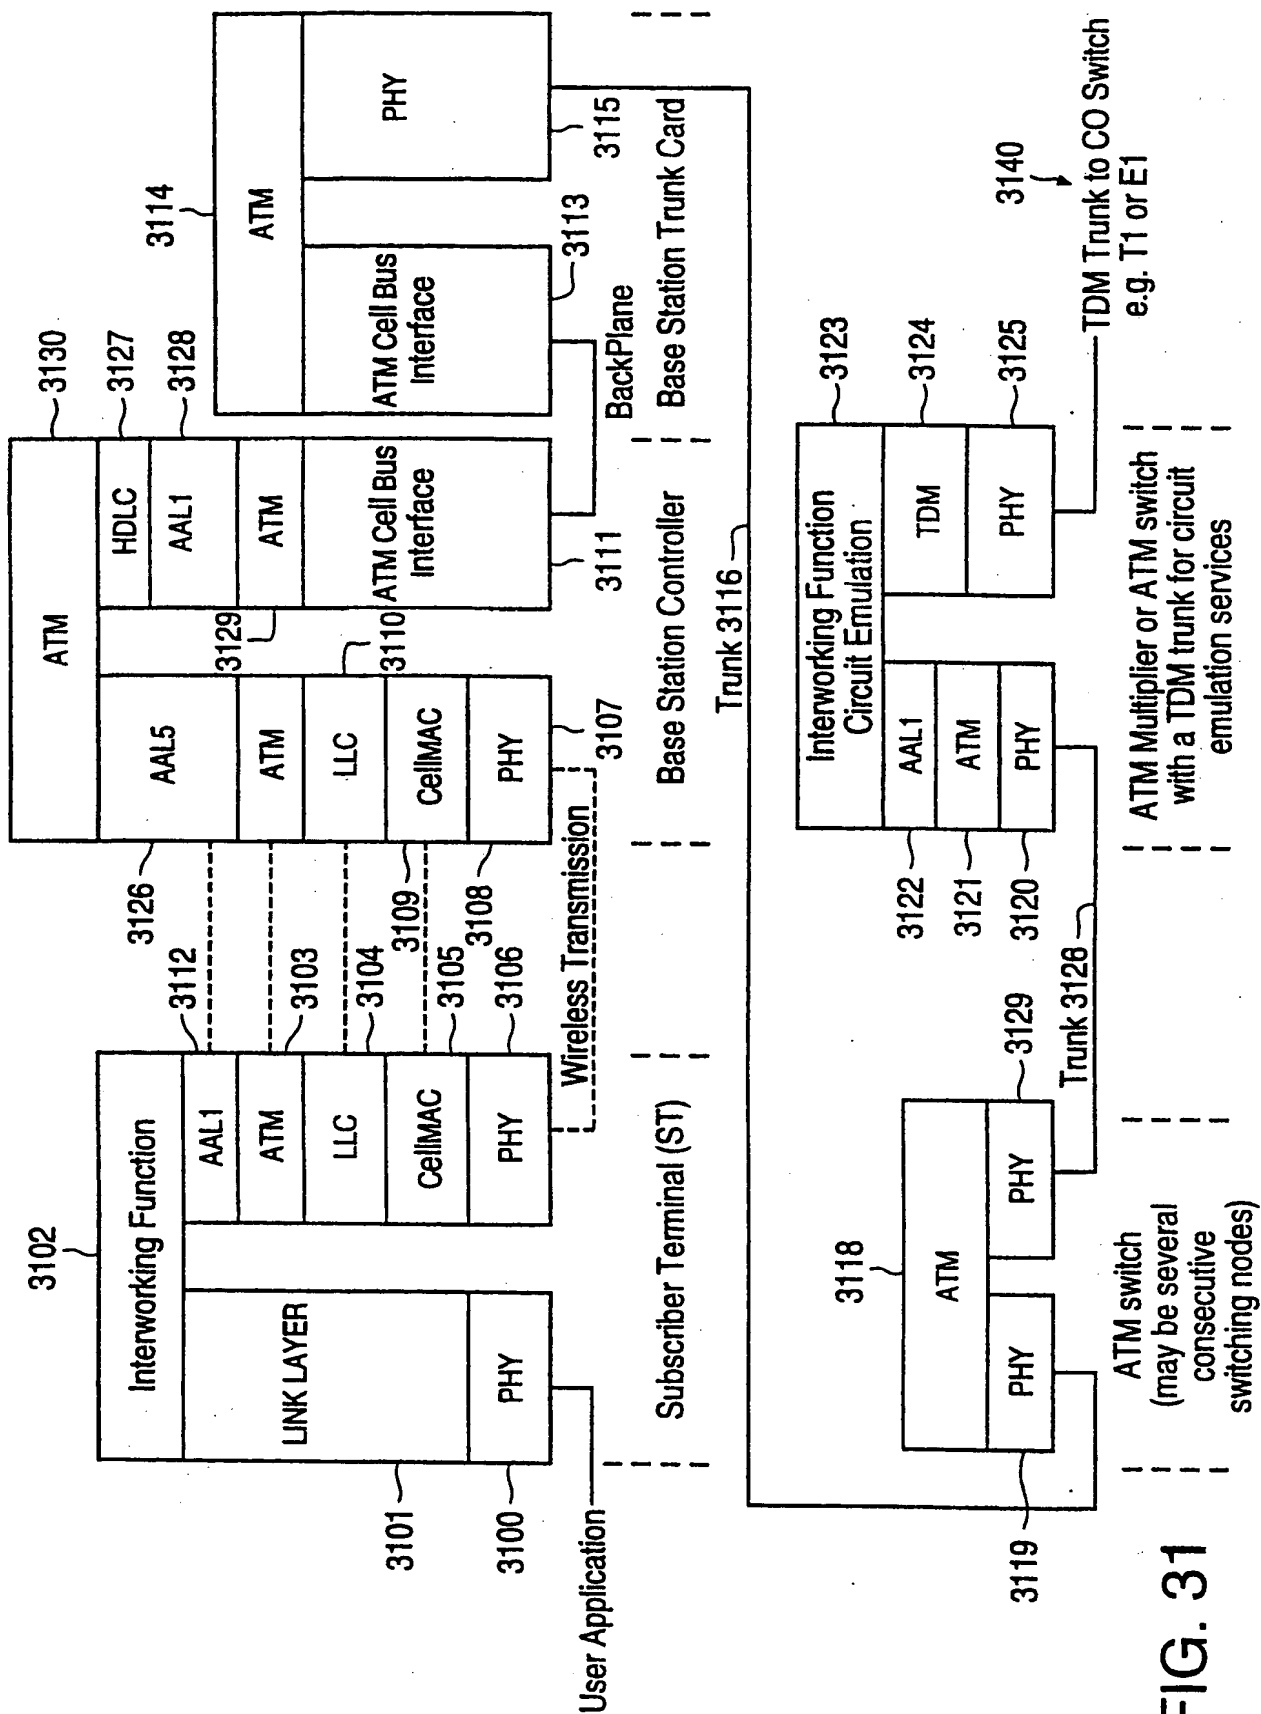 3102
Interworking Function
LINK LAYER
PHY
3101
3100
User Application
AAL1
ATM
LLC
CellMAC
PHY
3112
3103
3104
3105
3106
Wireless Transmission
Subscriber Terminal (ST)
ATM
3130
AAL5
ATM
LLC
CellMAC
PHY
3126
3109
3108
3107
3110
3129
HDLC
AAL1
ATM
ATM Cell Bus
Interface
3127
3128
3111
Base Station Controller
3114
ATM
ATM Cell Bus
Interface
PHY
3113
3115
BackPlane
Base Station Trunk Card
Trunk 3116
3118
ATM
PHY
PHY
3119
3129
ATM switch
(may be several
consecutive
switching nodes)
Trunk 3126
Interworking Function
Circuit Emulation
3123
AAL1
ATM
PHY
3122
3121
3120
TDM
PHY
3124
3125
ATM Multiplier or ATM switch
with a TDM trunk for circuit
emulation services
3140
TDM Trunk to CO Switch
e.g. T1 or E1
FIG. 31